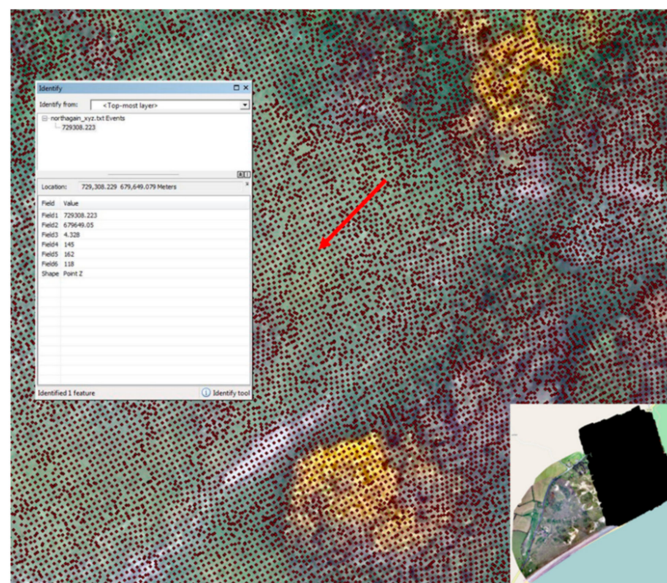 Identify
Identify from: <Top-most layer>
northagain_xyz.txt Events
729308.223
Location: 729,308.229 679,649.079 Meters
Field Value
Field1 729308.223
Field2 679649.05
Field3 4.328
Field4 145
Field5 162
Field6 118
Shape Point Z
Identified 1 feature Identify tool